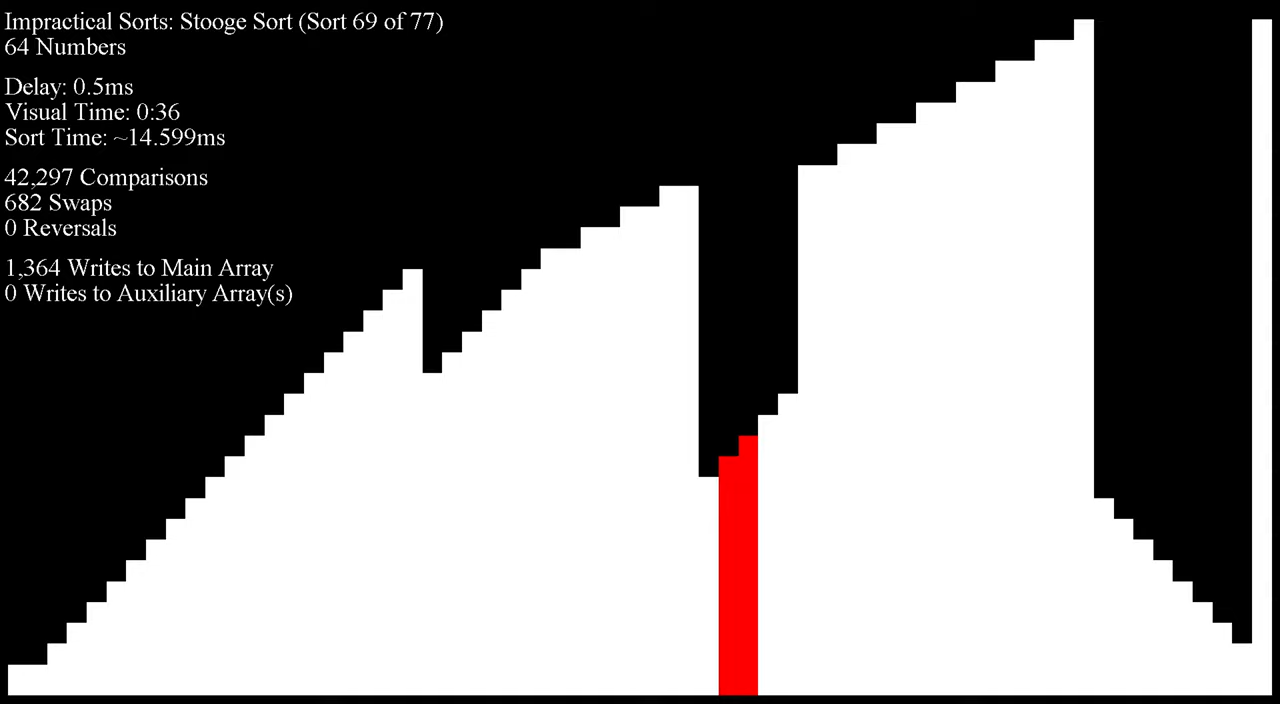 Impractical Sorts: Stooge Sort (Sort 69 of 77)
64 Numbers
Delay: 0.5ms
Visual Time: 0:36
Sort Time: ~14.599ms
42,297 Comparisons
682 Swaps
0 Reversals
1,364 Writes to Main Array
0 Writes to Auxiliary Array(s)